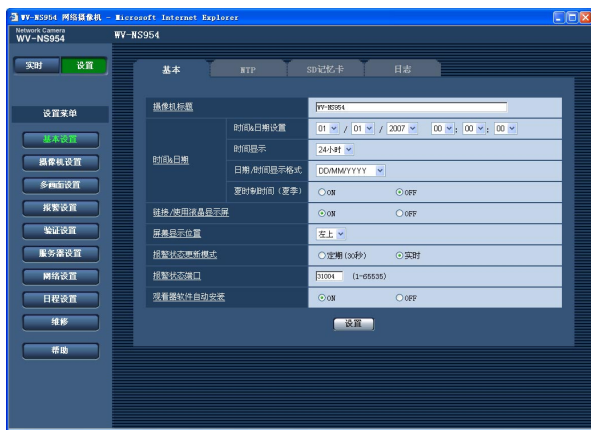 WV-NS954 网络摄像机 - Microsoft Internet Explorer
Network Camera
WV-NS954
WV-NS954
实时 设置
基本 NTP SD记忆卡 日志
设置菜单
基本设置
摄像机设置
多画面设置
报警设置
验证设置
服务器设置
网络设置
日程设置
维修
帮助
摄像机标题 WV-NS954
时间&日期
时间&日期设置 01 / 01 / 2007 00 : 00 : 00
时间显示 24小时
日期/时间显示格式 DD/MM/YYYY
夏时制时间（夏季） ON OFF
链接/使用液晶显示屏 ON OFF
屏幕显示位置 左上
报警状态更新模式 定期(30秒) 实时
报警状态端口 31004 (1-65535)
观看器软件自动安装 ON OFF
设置